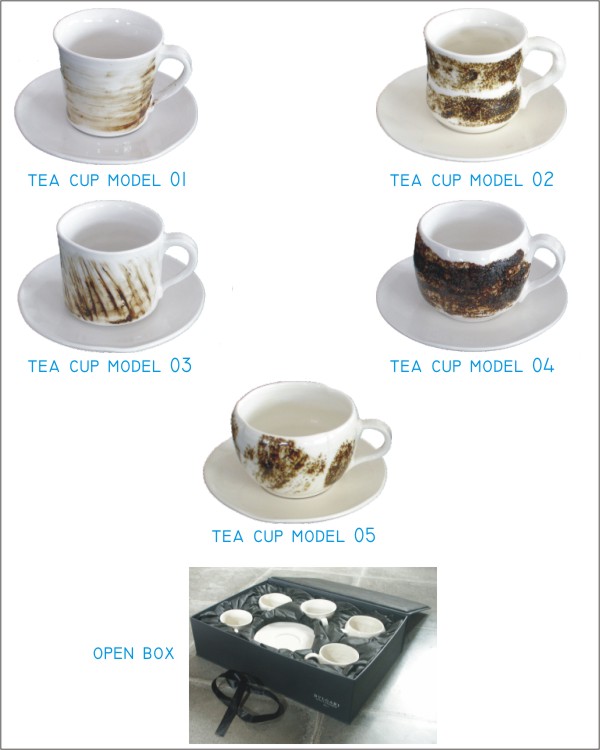 TEA CUP MODEL 01
TEA CUP MODEL 02
TEA CUP MODEL 03
TEA CUP MODEL 04
TEA CUP MODEL 05
OPEN BOX